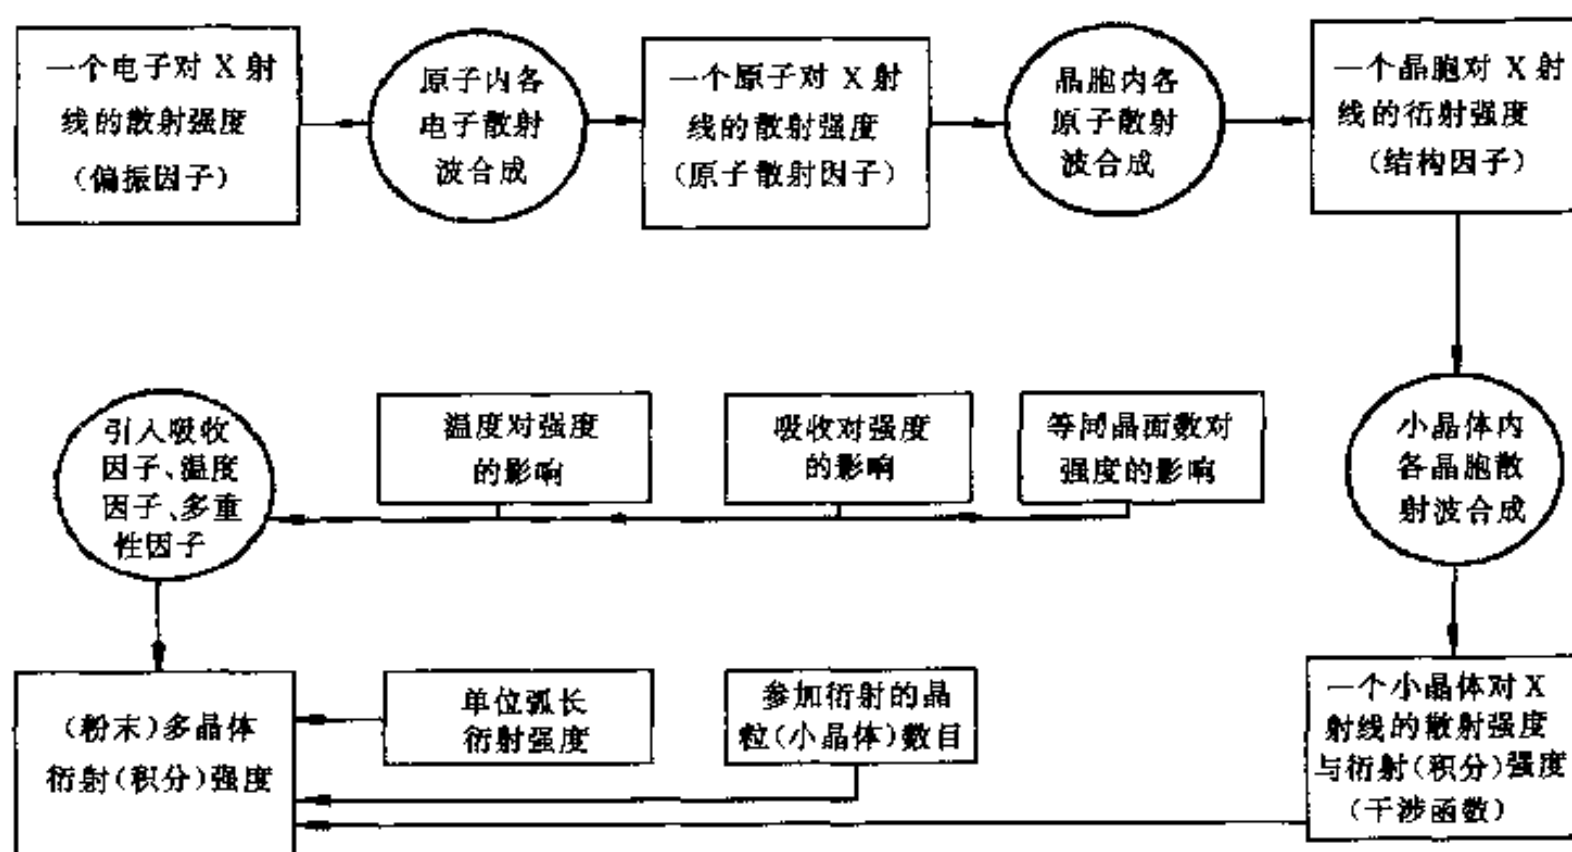 一个电子对 X 射
线的散射强度
（偏振因子）
原子内各
电子散射
波合成
一个原子对 X 射
线的散射强度
（原子散射因子）
晶胞内各
原子散射
波合成
一个晶胞对 X 射
线的衍射强度
（结构因子）
引入吸收
因子、温度
因子、多重
性因子
温度对强度
的影响
吸收对强度
的影响
等同晶面数对
强度的影响
小晶体内
各晶胞散
射波合成
（粉末）多晶体
衍射（积分）强度
单位弧长
衍射强度
参加衍射的晶
粒（小晶体）数目
一个小晶体对 X
射线的散射强度
与衍射（积分）强度
（干涉函数）